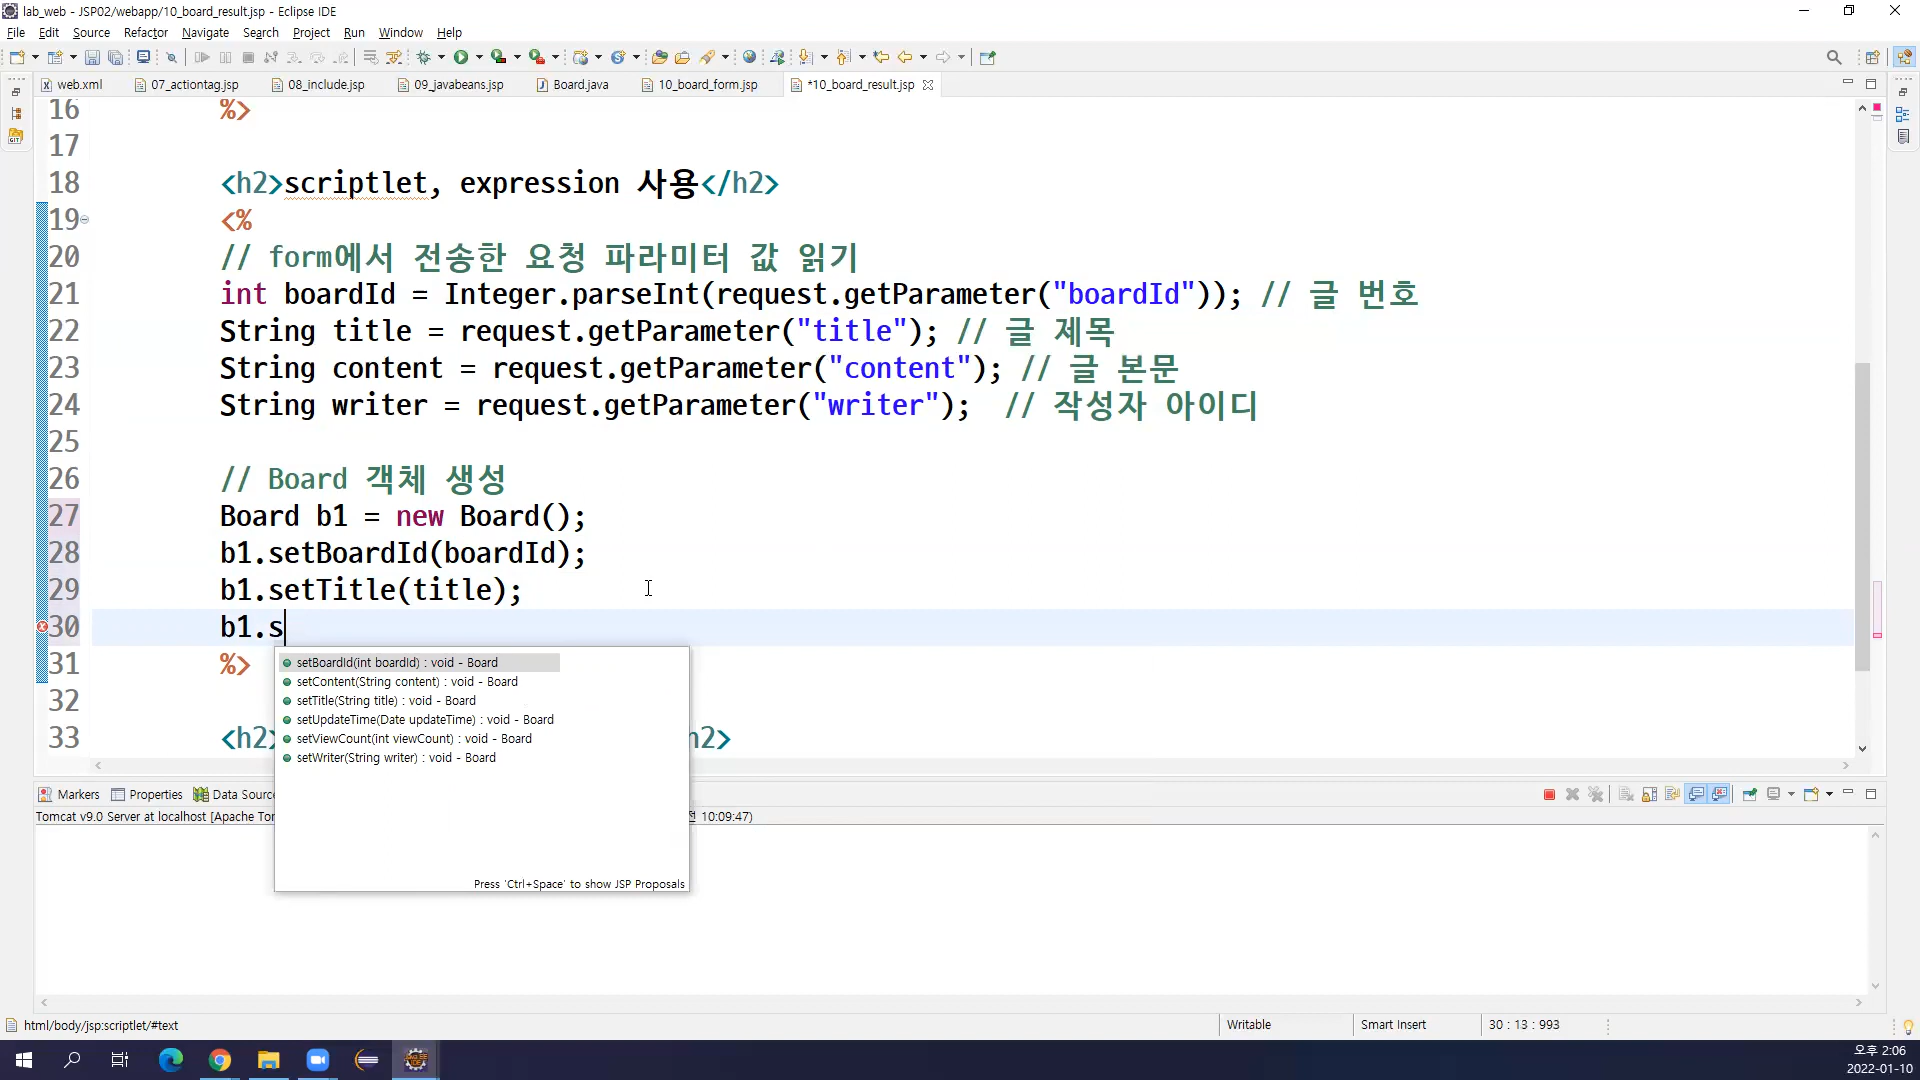 lab_web - JSP02/webapp/10_board_result.jsp - Eclipse IDE
File Edit Source Refactor Navigate Search Project Run Window Help
web.xml 07_actiontag.jsp 08_include.jsp 09_javabeans.jsp Board.java 10_board_form.jsp *10_board_result.jsp
16 %>
17
18 <h2>scriptlet, expression 사용</h2>
19 <%
20 // form에서 전송한 요청 파라미터 값 읽기
21 int boardId = Integer.parseInt(request.getParameter("boardId")); // 글 번호
22 String title = request.getParameter("title"); // 글 제목
23 String content = request.getParameter("content"); // 글 본문
24 String writer = request.getParameter("writer"); // 작성자 아이디
25
26 // Board 객체 생성
27 Board b1 = new Board();
28 b1.setBoardId(boardId);
29 b1.setTitle(title);
30 b1.s
31 %>
32
33 <h2> h2>
setBoardId(int boardId) : void - Board
setContent(String content) : void - Board
setTitle(String title) : void - Board
setUpdateTime(Date updateTime) : void - Board
setViewCount(int viewCount) : void - Board
setWriter(String writer) : void - Board
Press 'Ctrl+Space' to show JSP Proposals
Markers Properties Data Source
Tomcat v9.0 Server at localhost [Apache Tom 10:09:47)
html/body/jsp:scriptlet/#text Writable Smart Insert 30 : 13 : 993
오후 2:06
2022-01-10